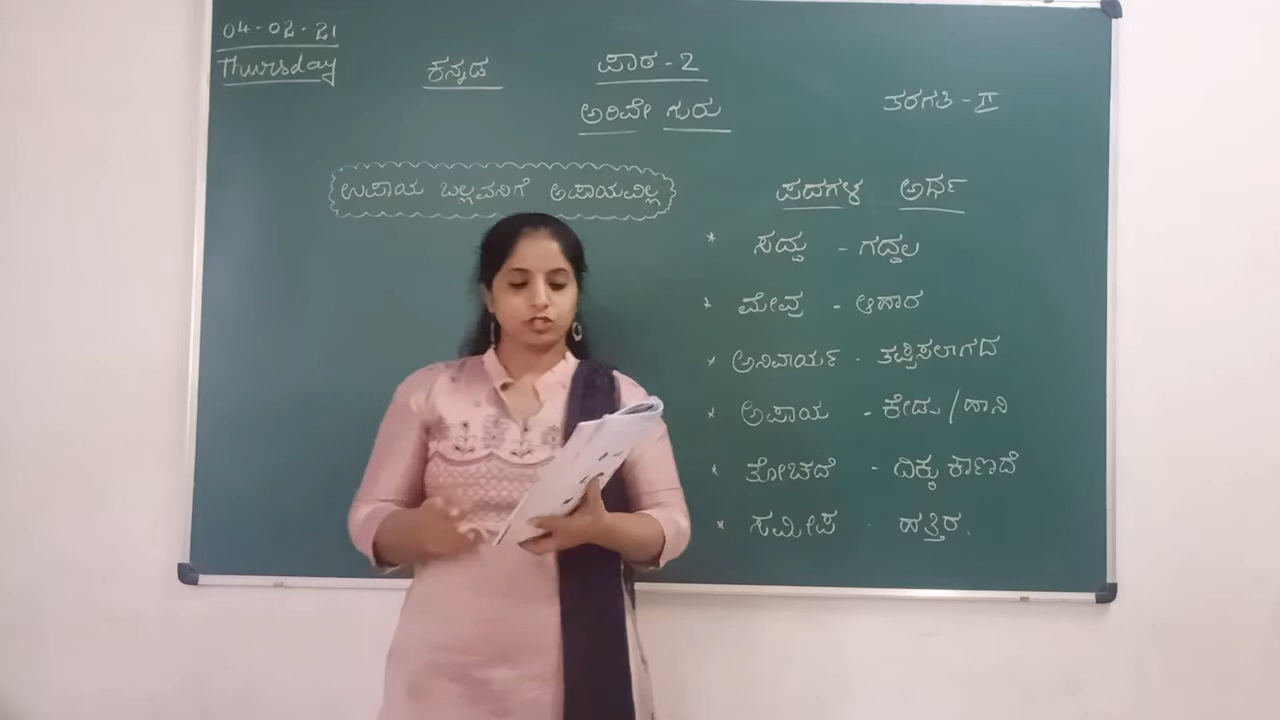 04-02-21
Thursday
ಕನ್ನಡ
ಪಾಠ-2
ಅರಿವೇ ಗುರು
ತರಗತಿ-II
ಉಪಾಯ ಬಲ್ಲವನಿಗೆ ಅಪಾಯವಿಲ್ಲ
ಪದಗಳ ಅರ್ಥ
* ಸದ್ದು - ಗದ್ದಲ
* ಮೇವು - ಆಹಾರ
* ಅನಿವಾರ್ಯ - ತಪ್ಪಿಸಲಾಗದ
* ಅಪಾಯ - ಕೇಡು / ಹಾನಿ
* ತೋಚದೆ - ದಿಕ್ಕು ಕಾಣದೆ
* ಸಮೀಪ - ಹತ್ತಿರ.